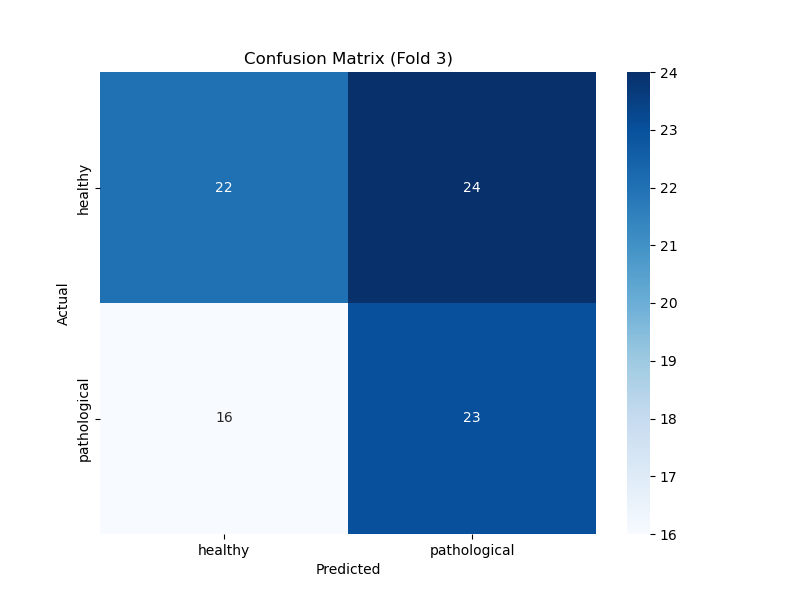 Confusion Matrix (Fold 3)
healthy
pathological
Actual
22
24
16
23
healthy
pathological
Predicted
24
23
22
21
20
19
18
17
16